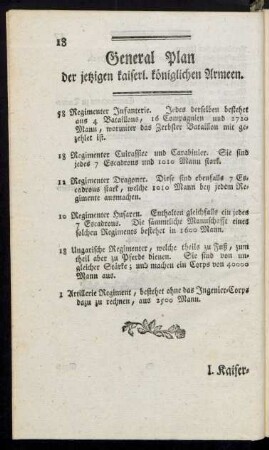 18
General Plan
der jetzigen kaiserl. königlichen Armeen.
58 Regimenter Infanterie. Jedes derselben bestehet
aus 4 Bataillons, 16 Compagnien und 2720
Mann, worunter das Zerbster Bataillon mit ge-
zehlet ist.
18 Regimenter Cuirassiers und Carabinier. Sie sind
jedes 7 Escadrons und 1010 Mann stark.
12 Regimenter Dragoner. Diese sind ebenfalls 7 Es-
cadrons stark, welche 1010 Mann bey jedem Re-
gimente ausmachen.
10 Regimenter Husaren. Enthalten gleichfalls ein jedes
7 Escadrons. Die sämmtliche Mannschafft eines
solchen Regiments bestehet in 1600 Mann.
18 Ungarische Regimenter, welche theils zu Fuß, zum
theil aber zu Pferde dienen. Sie sind von un-
gleicher Stärke; und machen ein Corps von 40000
Mann aus.
1 Artillerie Regiment, bestehet ohne das Ingenier-Corps
dazu zu rechnen, aus 2500 Mann.
I. Kaiser-